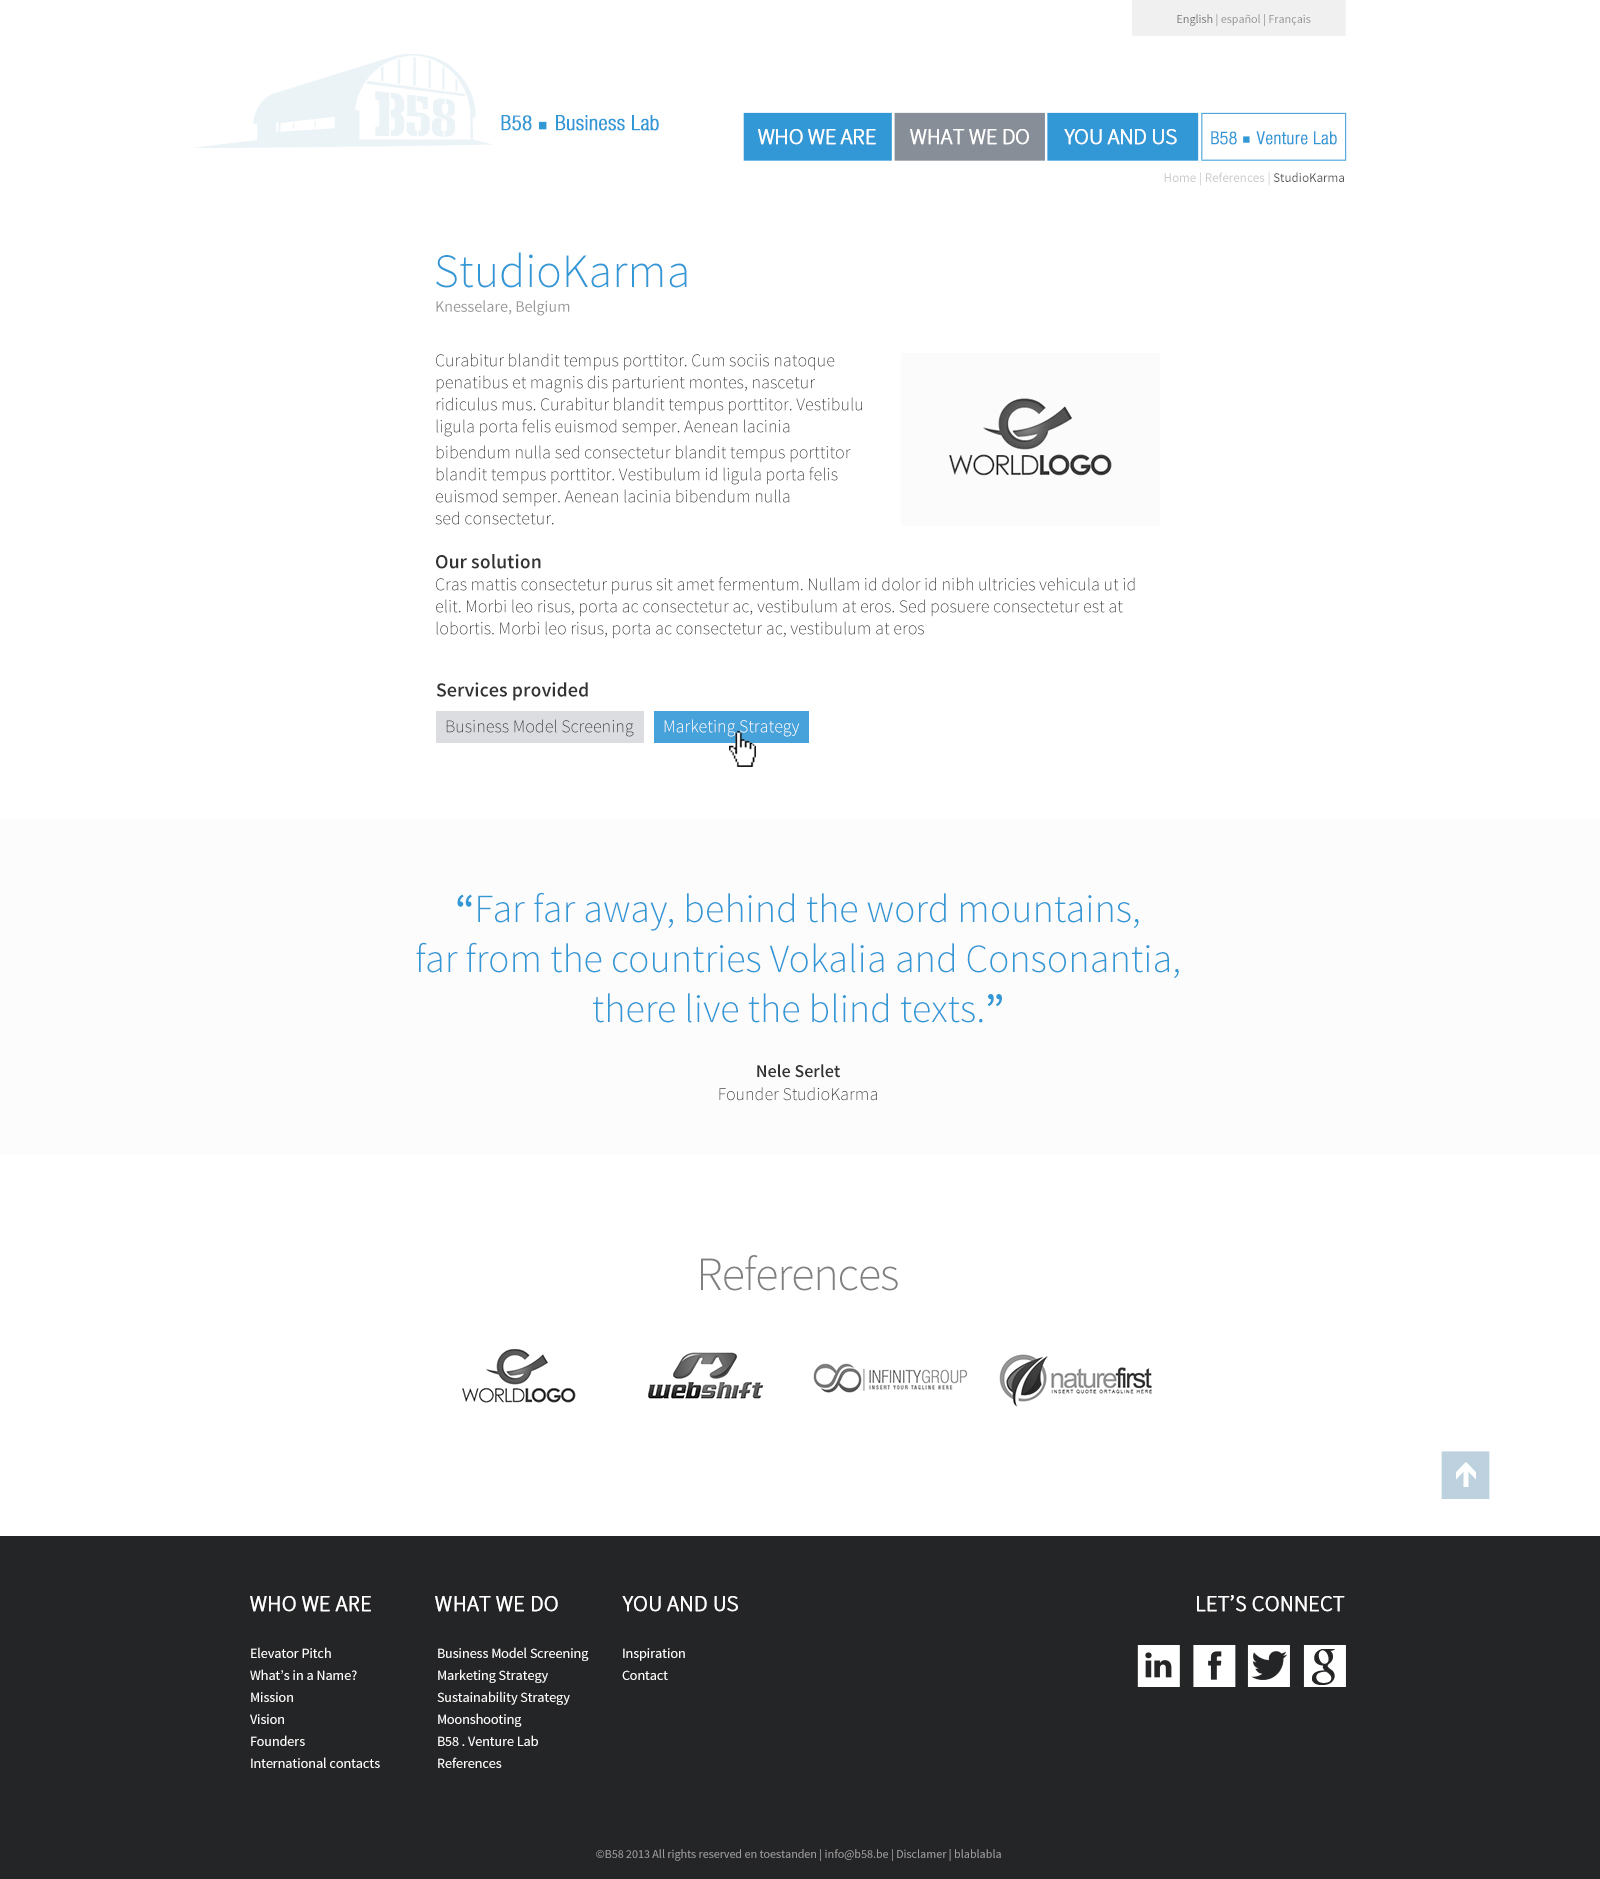 English | español | Français
B58
B58 ■ Business Lab
WHO WE ARE
WHAT WE DO
YOU AND US
B58 ■ Venture Lab
Home | References | StudioKarma
StudioKarma
Knesselare, Belgium
Curabitur blandit tempus porttitor. Cum sociis natoque
penatibus et magnis dis parturient montes, nascetur
ridiculus mus. Curabitur blandit tempus porttitor. Vestibulu
ligula porta felis euismod semper. Aenean lacinia
bibendum nulla sed consectetur blandit tempus porttitor
blandit tempus porttitor. Vestibulum id ligula porta felis
euismod semper. Aenean lacinia bibendum nulla
sed consectetur.
WORLDLOGO
Our solution
Cras mattis consectetur purus sit amet fermentum. Nullam id dolor id nibh ultricies vehicula ut id
elit. Morbi leo risus, porta ac consectetur ac, vestibulum at eros. Sed posuere consectetur est at
lobortis. Morbi leo risus, porta ac consectetur ac, vestibulum at eros
Services provided
Business Model Screening
Marketing Strategy
“Far far away, behind the word mountains,
far from the countries Vokalia and Consonantia,
there live the blind texts.”
Nele Serlet
Founder StudioKarma
References
WORLDLOGO
webshift
INFINITYGROUP
INSERT YOUR TAGLINE HERE
naturefirst
INSERT QUOTE ORTAGLINE HERE
WHO WE ARE
Elevator Pitch
What's in a Name?
Mission
Vision
Founders
International contacts
WHAT WE DO
Business Model Screening
Marketing Strategy
Sustainability Strategy
Moonshooting
B58 . Venture Lab
References
YOU AND US
Inspiration
Contact
LET'S CONNECT
in
f
g
©B58 2013 All rights reserved en toestanden | info@b58.be | Disclamer | blablabla